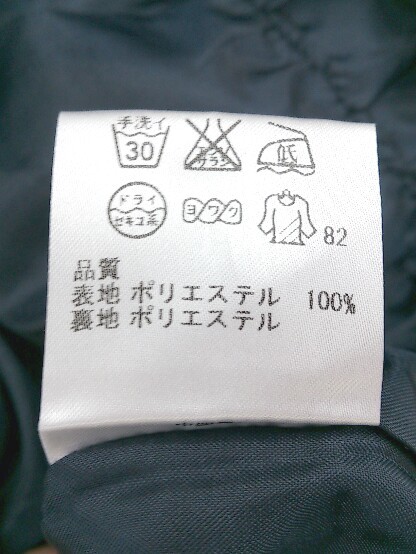 手洗イ
30
エンソ
サラシ
低
ドライ
セキユ系
ヨワク
82
品質
表地 ポリエステル 100%
裏地 ポリエステル